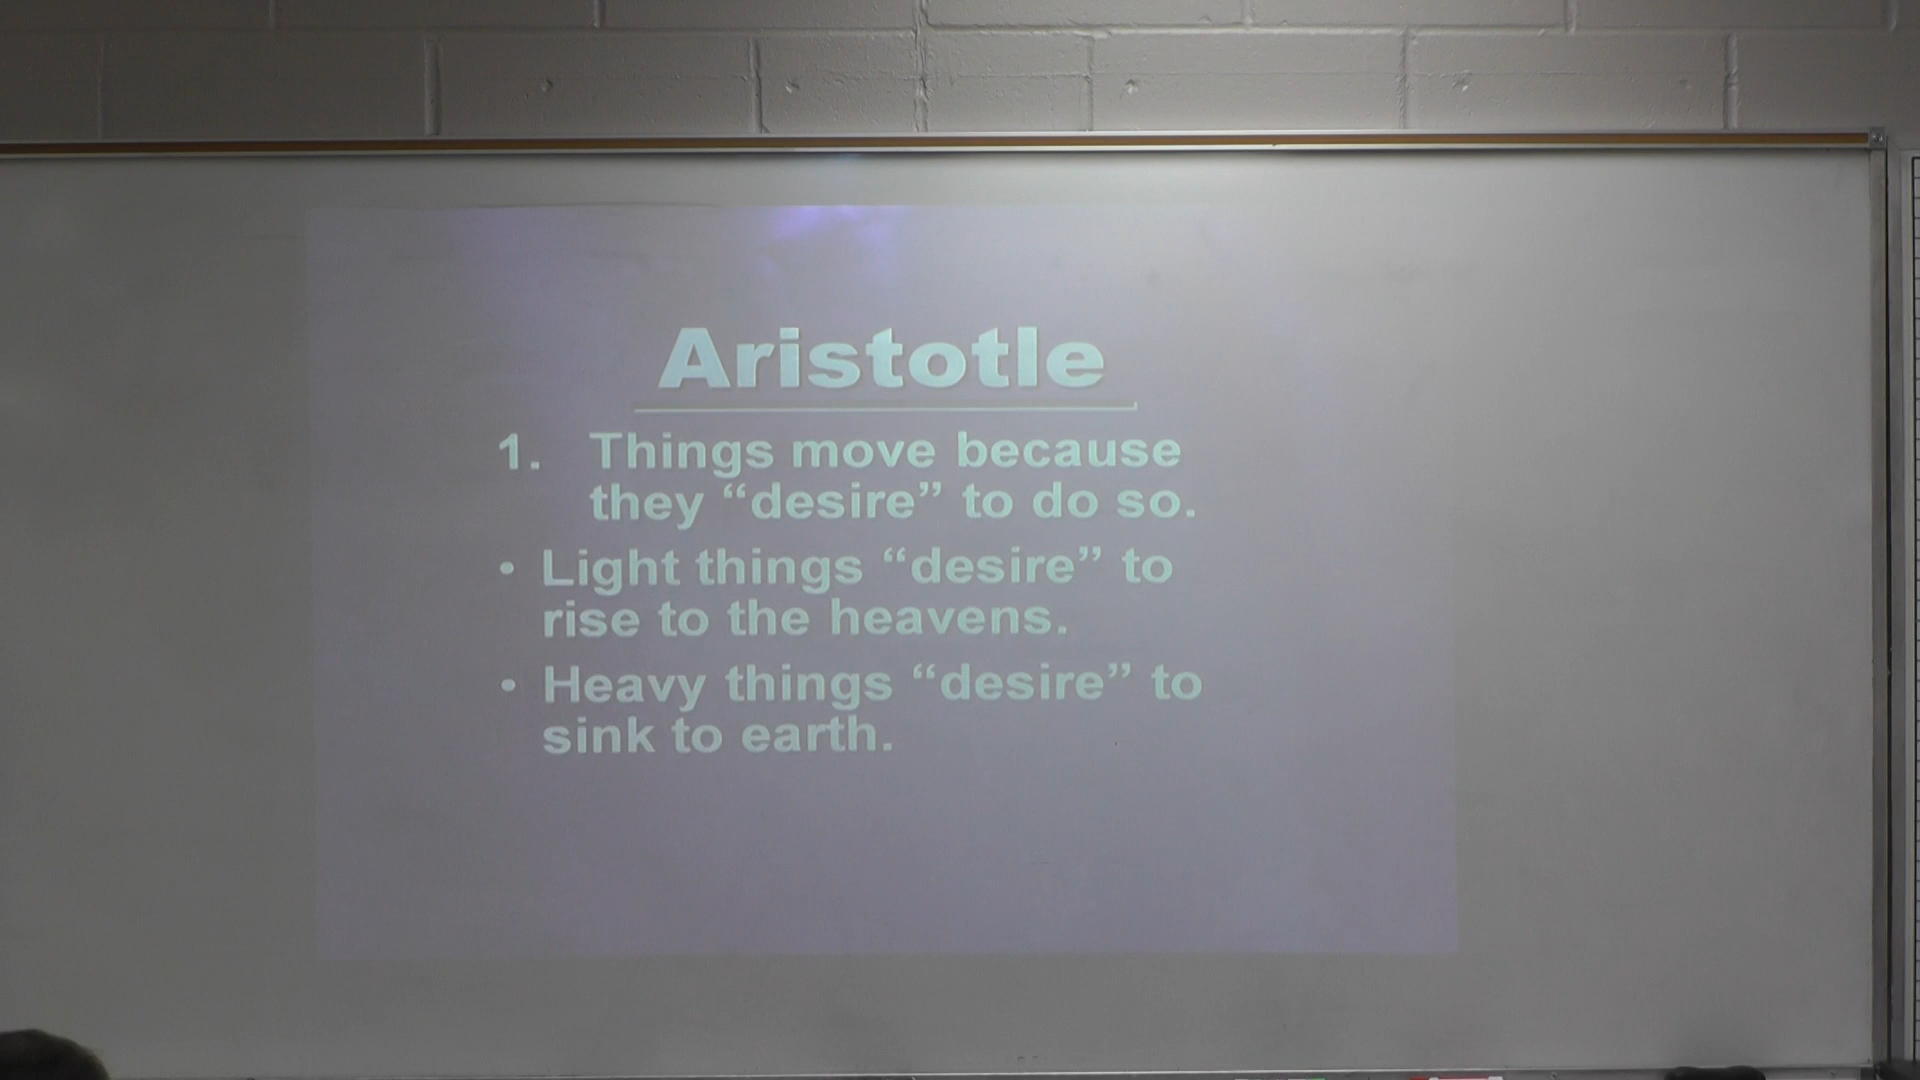 Aristotle
1. Things move because
they “desire” to do so.
• Light things “desire” to
rise to the heavens.
• Heavy things “desire” to
sink to earth.